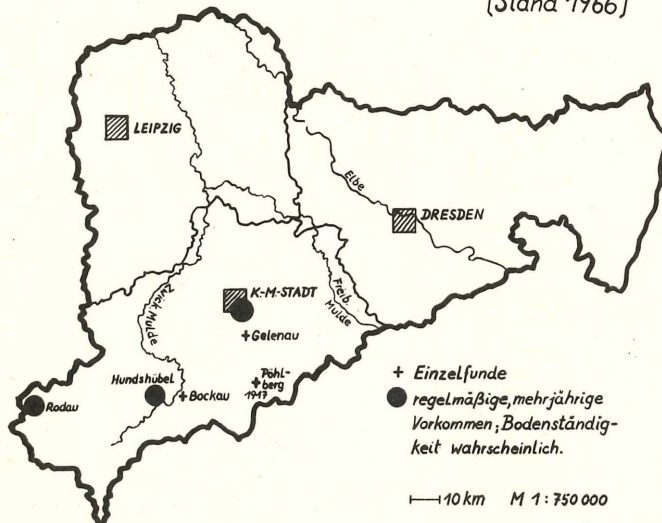 (Stand 1966)
LEIPZIG
Elbe
DRESDEN
K.-M.-STADT
Zwick. Mulde
Freib.
Mulde
+Gelenau
Hundshübel
Pöhl-
berg
1917
+Bockau
Rodau
+ Einzelfunde
regelmäßige, mehrjährige
Vorkommen; Bodenständig-
keit wahrscheinlich.
10 km M 1 : 750 000